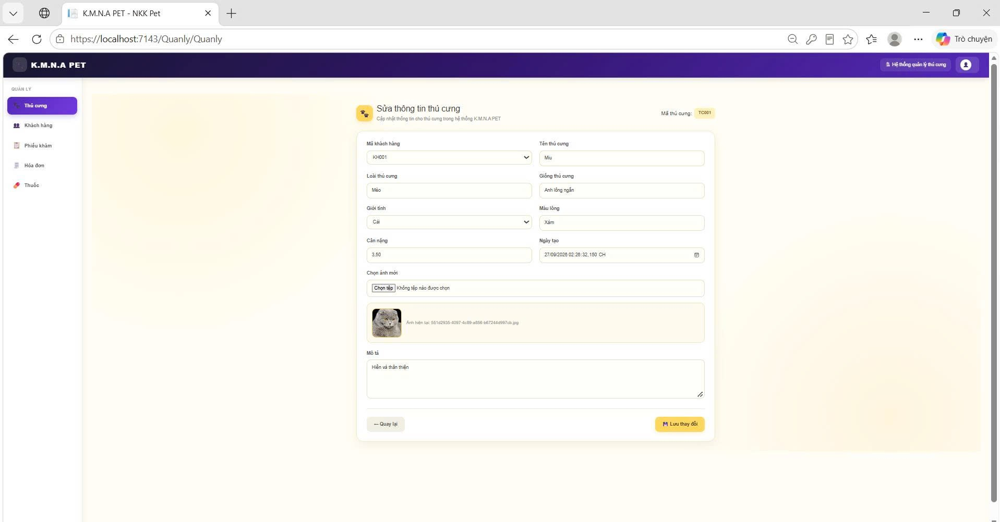 K.M.N.A PET - NKK Pet
https://localhost:7143/Quanly/Quanly
Trò chuyện
K.M.N.A PET
Hệ thống quản lý thú cưng
QUẢN LÝ
Thú cưng
Khách hàng
Phiếu khám
Hóa đơn
Thuốc
Sửa thông tin thú cưng
Cập nhật thông tin cho thú cưng trong hệ thống K.M.N.A PET
Mã thú cưng: TC001
Mã khách hàng
Tên thú cưng
KH001
Miu
Loài thú cưng
Giống thú cưng
Mèo
Anh lông ngắn
Giới tính
Màu lông
Cái
Xám
Cân nặng
Ngày tạo
3,50
27/09/2026 02:26:32,150 CH
Chọn ảnh mới
Chọn tệp Không tệp nào được chọn
Ảnh hiện tại: 551d2935-4097-4c89-a856-b67244d997cb.jpg
Mô tả
Hiền và thân thiện
← Quay lại
Lưu thay đổi